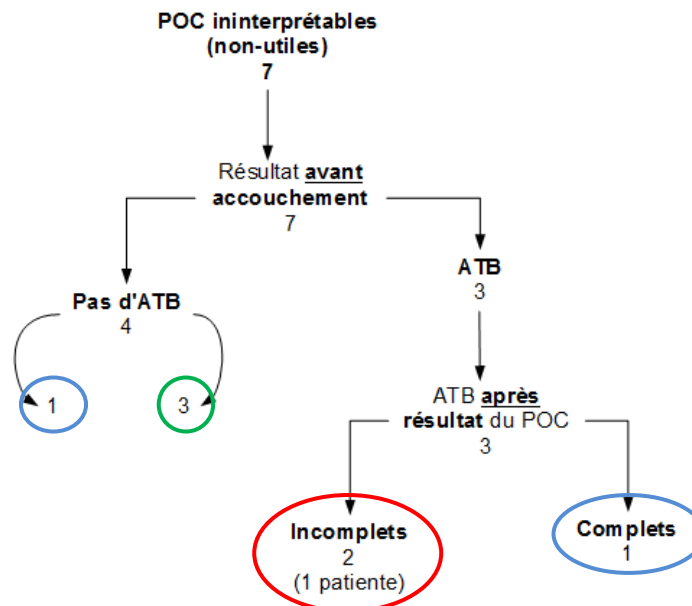 POC ininterprétables
(non-utiles)
7
Résultat avant
accouchement
7
Pas d'ATB
4
1
3
ATB
3
ATB après
résultat du POC
3
Incomplets
2
(1 patiente)
Complets
1